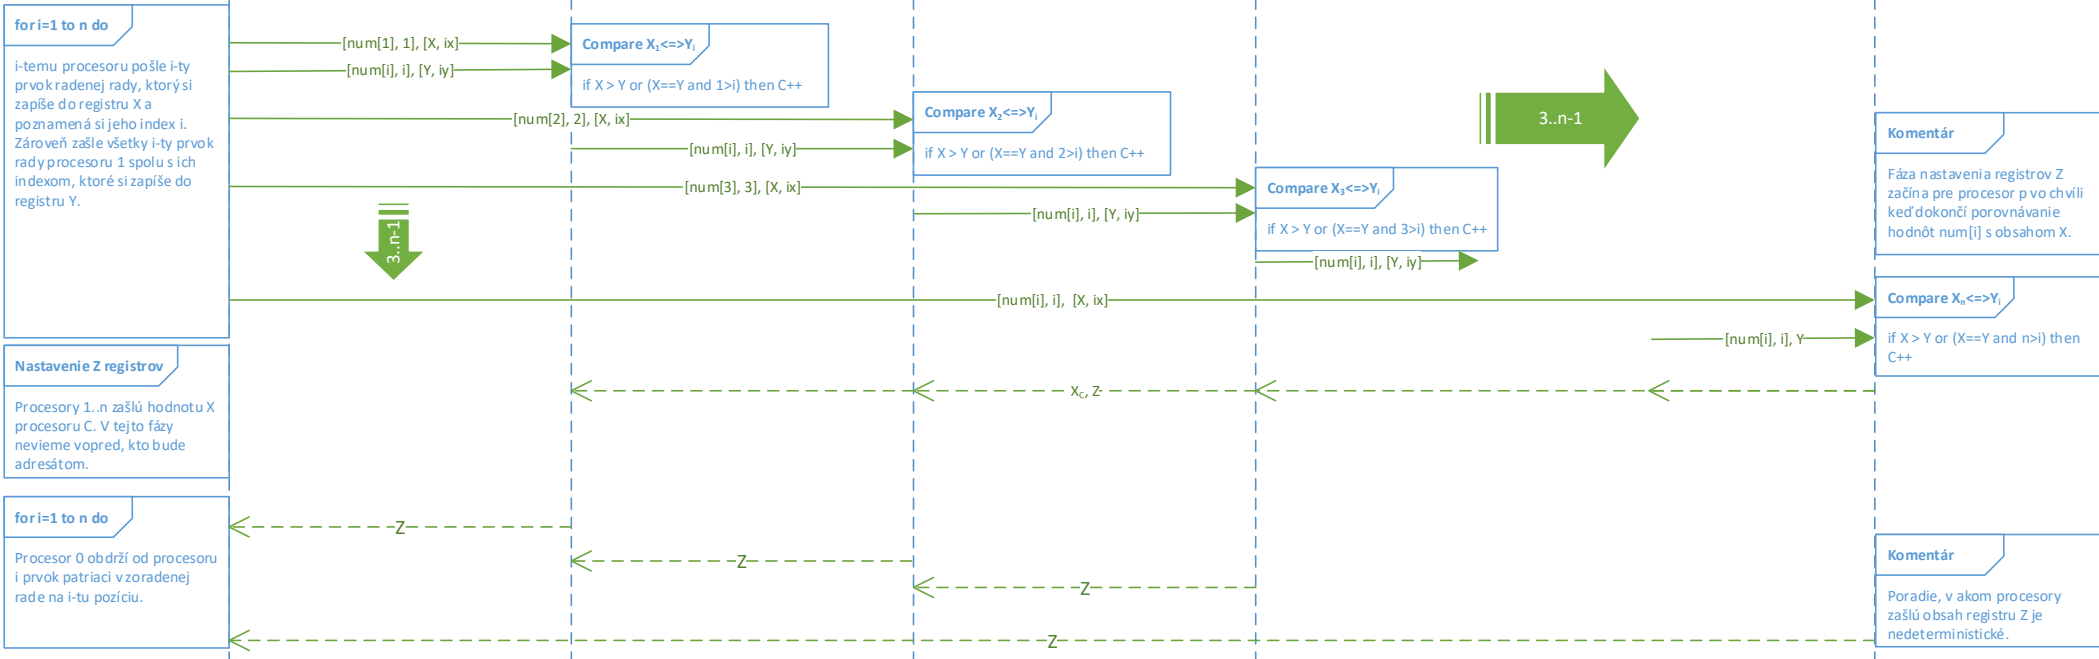 for i=1 to n do
i-temu procesoru pošle i-ty
prvok radenej rady, ktorý si
zapíše do registru X a
poznamená si jeho index i.
Zároveň zašle všetky i-ty prvok
rady procesoru 1 spolu s ich
indexom, ktoré si zapíše do
registru Y.
[num[1], 1], [X, ix]
[num[i], i], [Y, iy]
Compare X₁<=>Yᵢ
if X > Y or (X==Y and 1>i) then C++
[num[2], 2], [X, ix]
[num[i], i], [Y, iy]
Compare X₂<=>Yᵢ
if X > Y or (X==Y and 2>i) then C++
[num[3], 3], [X, ix]
[num[i], i], [Y, iy]
Compare X₃<=>Yᵢ
if X > Y or (X==Y and 3>i) then C++
[num[i], i], [Y, iy]
3..n-1
3..n-1
Komentár
Fáza nastavenia registrov Z
začína pre procesor p vo chvíli
keď dokončí porovnávanie
hodnôt num[i] s obsahom X.
[num[i], i], [X, ix]
[num[i], i], Y
Compare Xₙ<=>Yᵢ
if X > Y or (X==Y and n>i) then
C++
Nastavenie Z registrov
Procesory 1..n zašlú hodnotu X
procesoru C. V tejto fázy
nevieme vopred, kto bude
adresátom.
X꜀, Z
for i=1 to n do
Procesor 0 obdrží od procesoru
i prvok patriaci v zoradenej
rade na i-tu pozíciu.
Z
Z
Z
Z
Komentár
Poradie, v akom procesory
zašlú obsah registru Z je
nedeterministické.